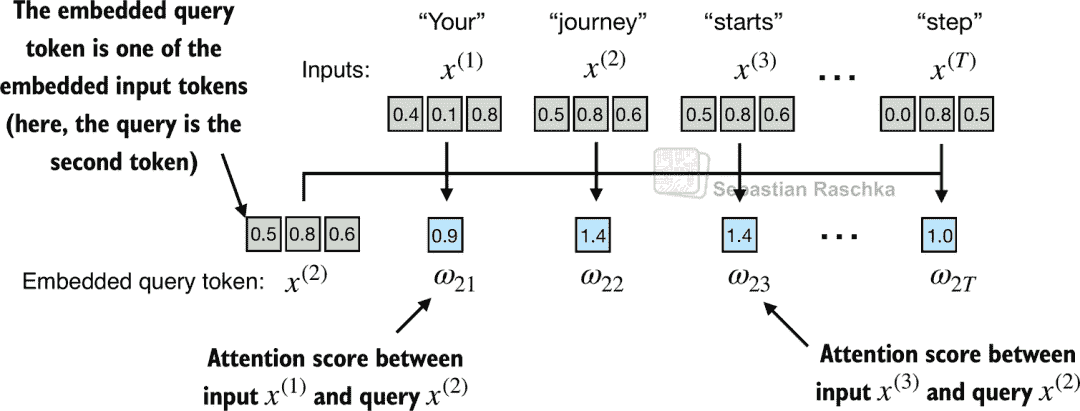 The embedded query
token is one of the
embedded input tokens
(here, the query is the
second token)
“Your” “journey” “starts” “step”
Inputs: x⁽¹⁾ x⁽²⁾ x⁽³⁾ ... x⁽ᵀ⁾
0.4 0.1 0.8 0.5 0.8 0.6 0.5 0.8 0.6 0.0 0.8 0.5
Sebastian Raschka
0.5 0.8 0.6 0.9 1.4 1.4 ... 1.0
Embedded query token: x⁽²⁾ ω₂₁ ω₂₂ ω₂₃ ω₂T
Attention score between
input x⁽¹⁾ and query x⁽²⁾
Attention score between
input x⁽³⁾ and query x⁽²⁾